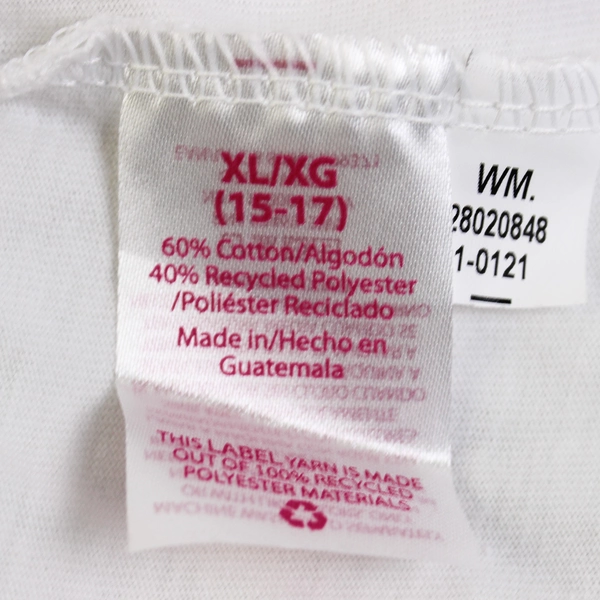 XL/XG
(15-17)
60% Cotton/Algodón
40% Recycled Polyester
/Poliéster Reciclado
Made in/Hecho en
Guatemala
THIS LABEL YARN IS MADE
OUT OF 100% RECYCLED
POLYESTER MATERIALS.
WM.
28020848
1-0121